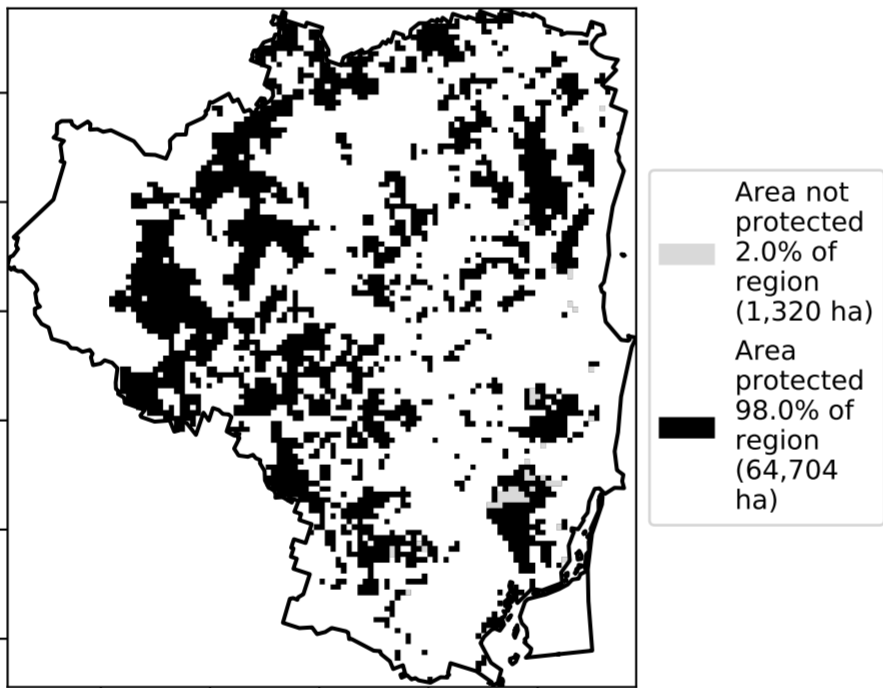 Area not
protected
2.0% of
region
(1,320 ha)
Area
protected
98.0% of
region
(64,704
ha)